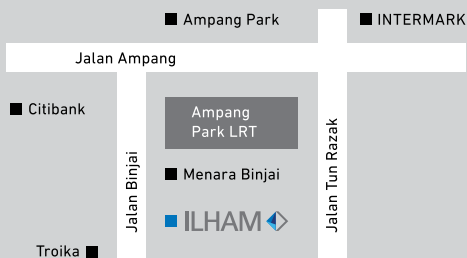 Ampang Park
INTERMARK
Jalan Ampang
Citibank
Ampang
Park LRT
Jalan Binjai
Jalan Tun Razak
Menara Binjai
ILHAM
Troika